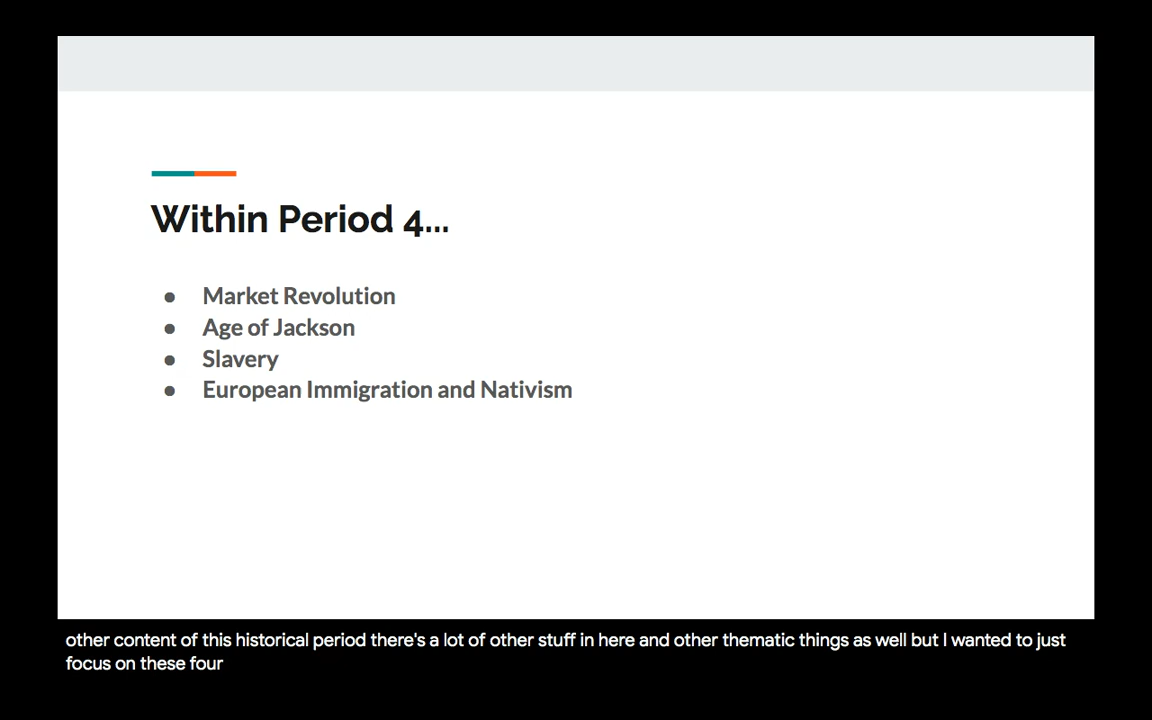 Within Period 4...
● Market Revolution
● Age of Jackson
● Slavery
● European Immigration and Nativism
other content of this historical period there's a lot of other stuff in here and other thematic things as well but I wanted to just
focus on these four